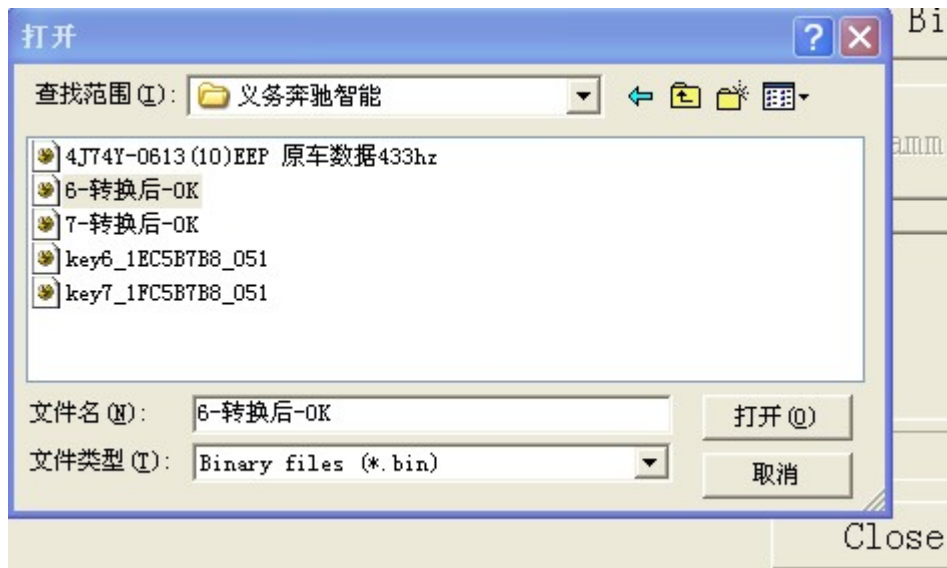 打开
Bi
查找范围(I):
义务奔驰智能
amm
4J74Y-0613(10)EEP 原车数据433hz
6-转换后-OK
7-转换后-OK
key6_1EC5B7B8_051
key7_1FC5B7B8_051
文件名(N):
6-转换后-OK
打开(O)
文件类型(T):
Binary files (*.bin)
取消
Close